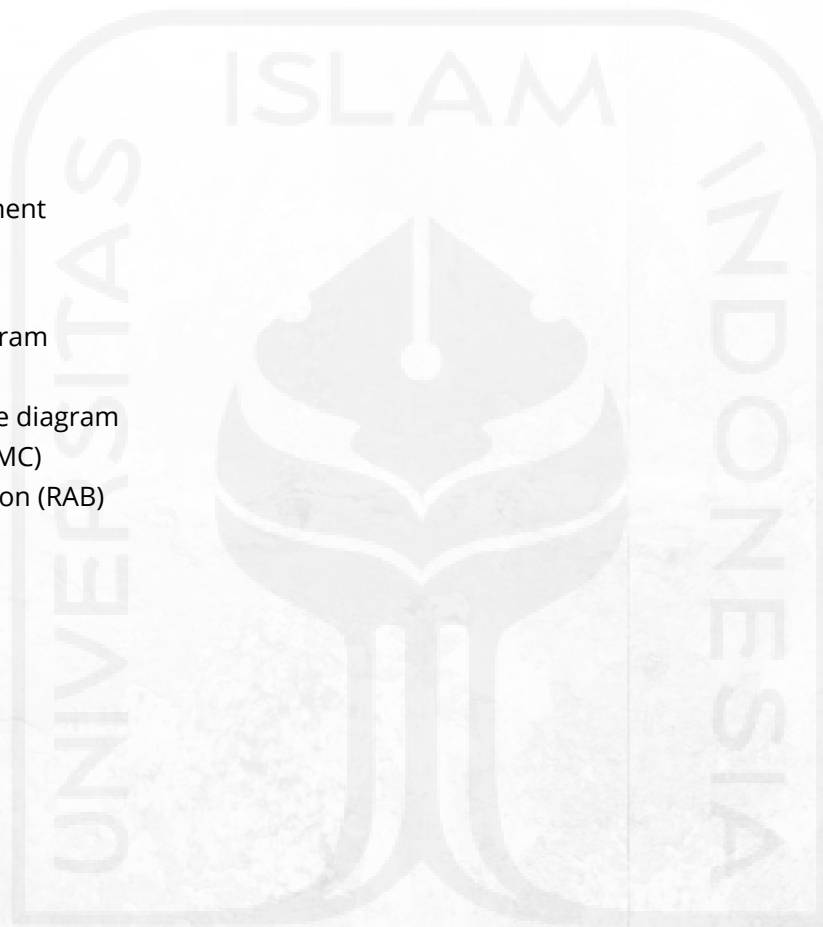 ISLAM
UNIVERSITAS
INDONESIA
ment
ram
e diagram
MC)
on (RAB)